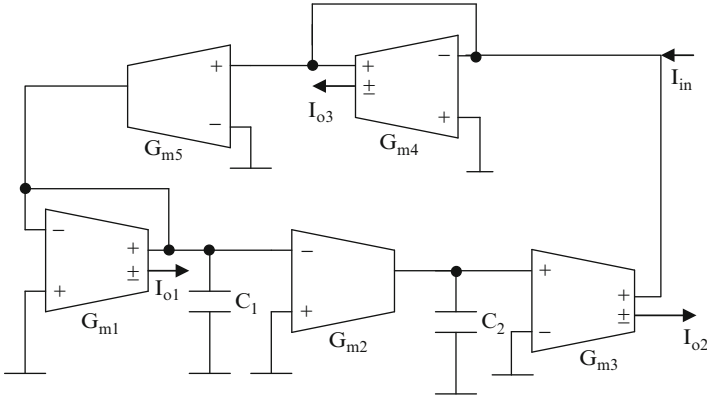 +
−
G_m5
I_o3
+
±
−
+
G_m4
I_in
−
+
G_m1
+
±
I_o1
C_1
−
+
G_m2
C_2
+
−
G_m3
+
±
I_o2